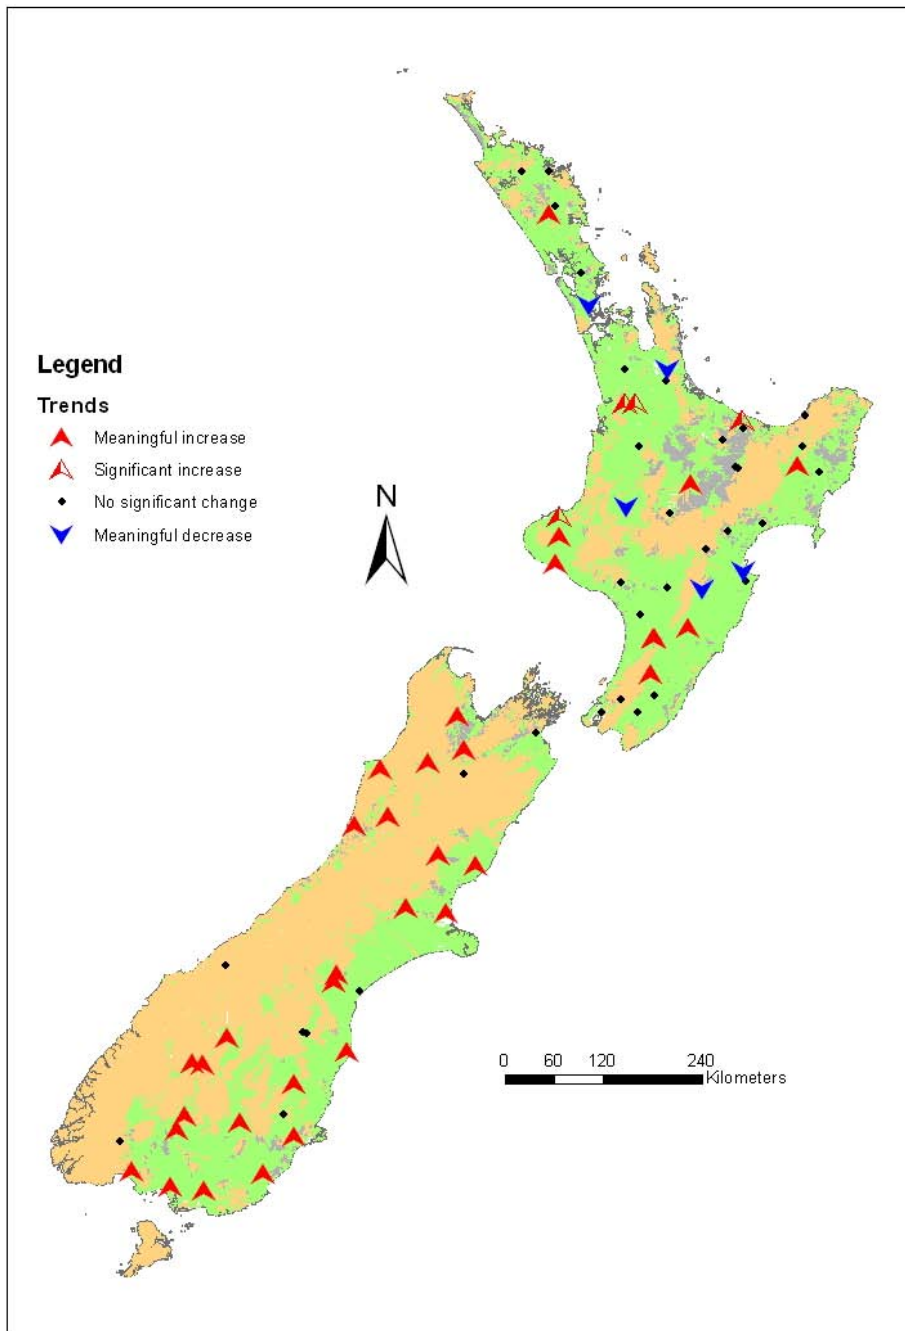 Legend
Trends
Meaningful increase
Significant increase
No significant change
Meaningful decrease
N
0 60 120 240
Kilometers